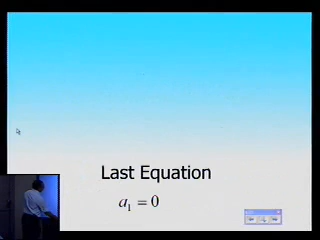 Last Equation
a₁ = 0